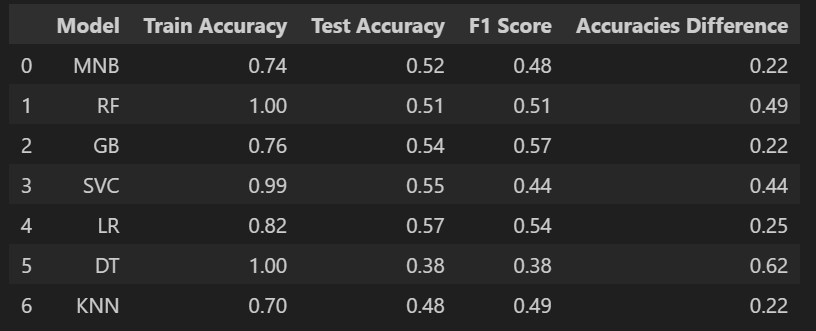 Model Train Accuracy Test Accuracy F1 Score Accuracies Difference
0 MNB 0.74 0.52 0.48 0.22
1 RF 1.00 0.51 0.51 0.49
2 GB 0.76 0.54 0.57 0.22
3 SVC 0.99 0.55 0.44 0.44
4 LR 0.82 0.57 0.54 0.25
5 DT 1.00 0.38 0.38 0.62
6 KNN 0.70 0.48 0.49 0.22